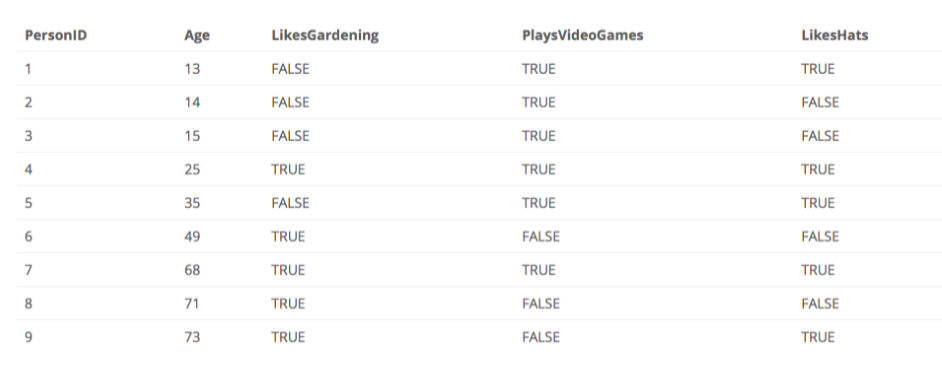 PersonID Age LikesGardening PlaysVideoGames LikesHats
1 13 FALSE TRUE TRUE
2 14 FALSE TRUE FALSE
3 15 FALSE TRUE FALSE
4 25 TRUE TRUE TRUE
5 35 FALSE TRUE TRUE
6 49 TRUE FALSE FALSE
7 68 TRUE TRUE TRUE
8 71 TRUE FALSE FALSE
9 73 TRUE FALSE TRUE